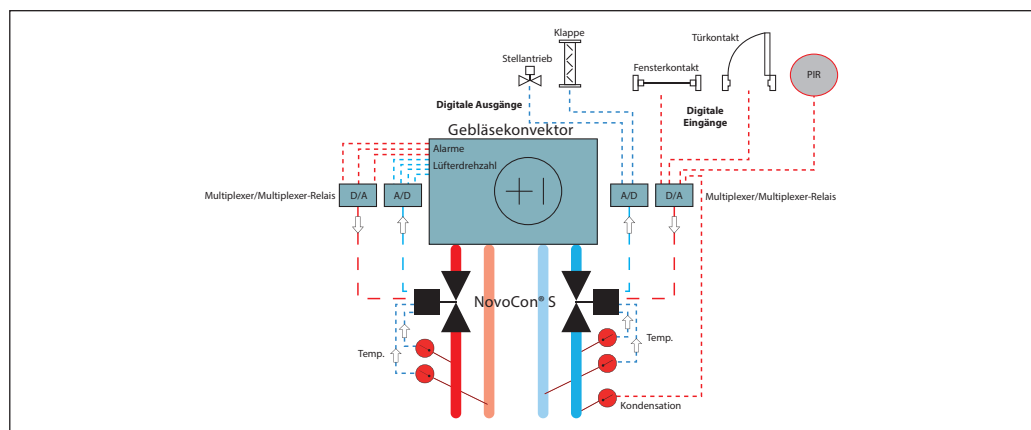 Klappe
Stellantrieb
Türkontakt
Fensterkontakt
PIR
Digitale Ausgänge
Digitale
Eingänge
Gebläsekonvektor
Alarme
Lüfterdrehzahl
Multiplexer/Multiplexer-Relais
D/A
A/D
A/D
D/A
Multiplexer/Multiplexer-Relais
NovoCon® S
Temp.
Temp.
Kondensation